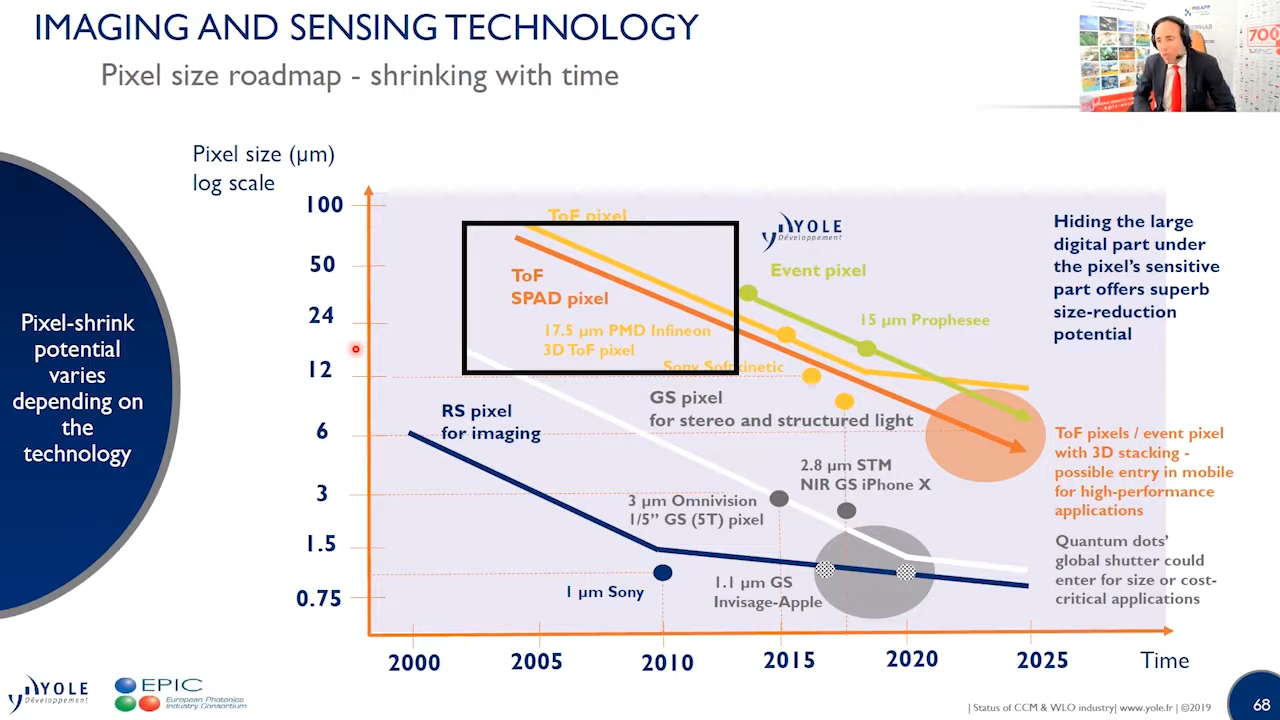 IMAGING AND SENSING TECHNOLOGY
Pixel size roadmap - shrinking with time
PIXAPP
700
EPIC
Pixel size (µm)
log scale
100
50
24
12
6
3
1.5
0.75
Pixel-shrink
potential
varies
depending on
the
technology
ToF pixel
YOLE
Développement
Event pixel
ToF
SPAD pixel
17.5 µm PMD Infineon
3D ToF pixel
15 µm Prophesee
Sony Softkinetic
GS pixel
for stereo and structured light
RS pixel
for imaging
2.8 µm STM
NIR GS iPhone X
3 µm Omnivision
1/5” GS (5T) pixel
1 µm Sony
1.1 µm GS
Invisage-Apple
Hiding the large
digital part under
the pixel’s sensitive
part offers superb
size-reduction
potential
ToF pixels / event pixel
with 3D stacking -
possible entry in mobile
for high-performance
applications
Quantum dots’
global shutter could
enter for size or cost-
critical applications
2000
2005
2010
2015
2020
2025
Time
YOLE
Développement
EPIC
European Photonics
Industry Consortium
| Status of CCM & WLO industry| www.yole.fr | ©2019
68